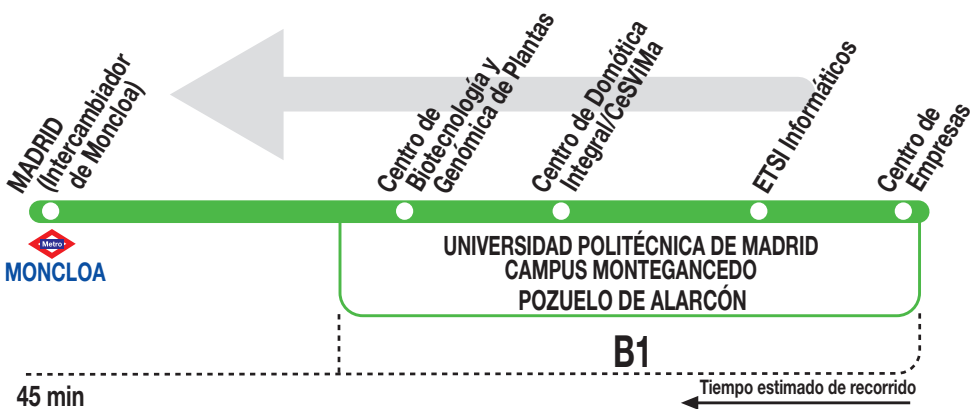 MADRID
(Intercambiador
de Moncloa)
Centro de
Biotecnología y
Genómica de Plantas
Centro de Domótica
Integral/CeSViMa
ETSI Informáticos
Centro de
Empresas
Metro
MONCLOA
UNIVERSIDAD POLITÉCNICA DE MADRID
CAMPUS MONTEGANCEDO
POZUELO DE ALARCÓN
B1
45 min
Tiempo estimado de recorrido